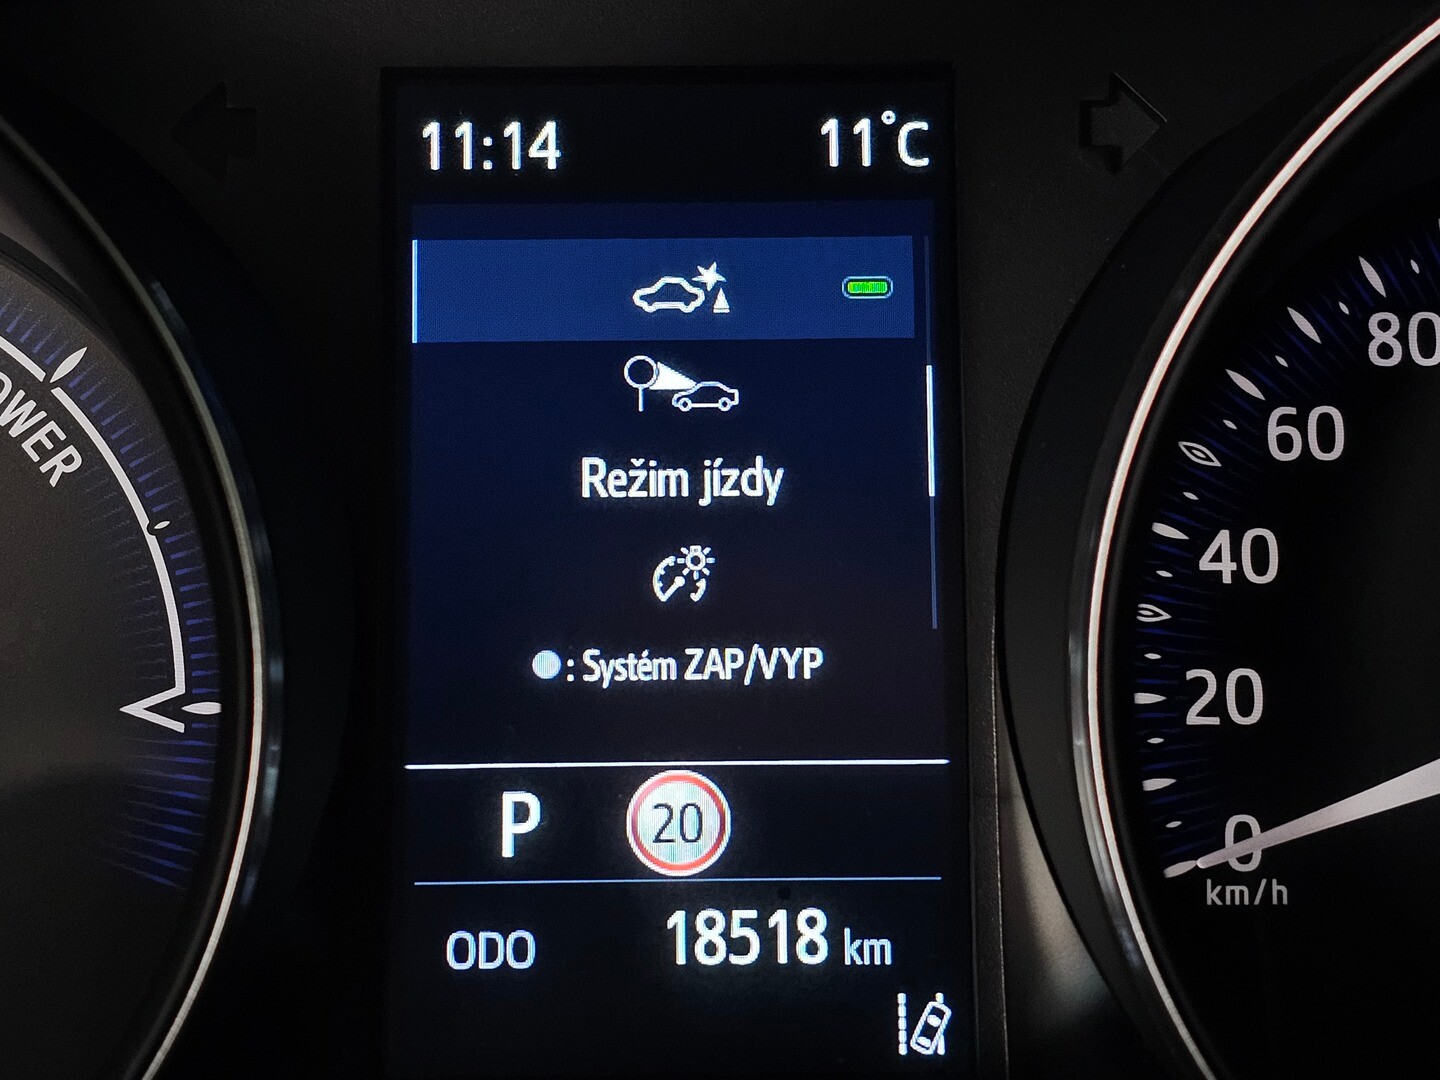 11:14 11°C
Režim jízdy
: Systém ZAP/VYP
P 20
ODO 18518 km
OWER
80
60
40
20
0
km/h